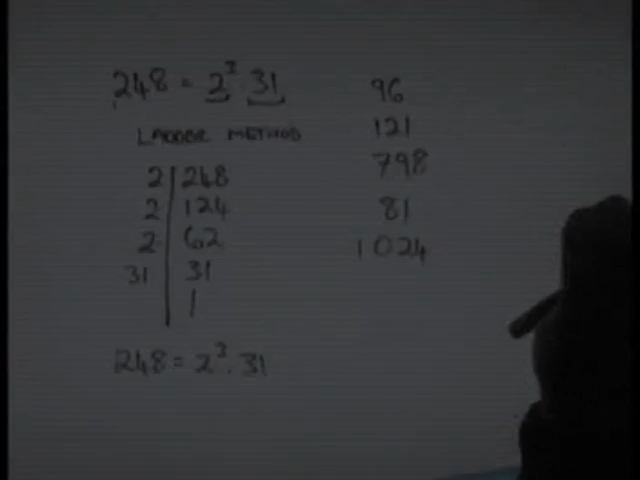 248 = 2³ · 31
LADDER METHOD
2 | 248
2 | 124
2 | 62
31 | 31
1
248 = 2³ · 31
96
121
798
81
1024